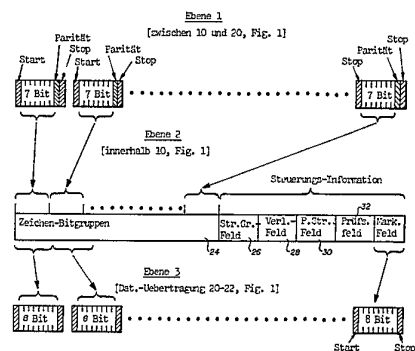 Ebene 1
[zwischen 10 und 20, Fig. 1]
Start
Parität
Stop
Start
Parität
Stop
Parität
Stop
Start
7 Bit
7 Bit
7 Bit
Ebene 2
[innerhalb 10, Fig. 1]
Steuerungs-Information
32
Zeichen-Bitgruppen
Str.Gr. Feld
Verl.- Feld
P.Str. Feld
Prüfs. feld
Mark. feld
24
26
28
30
Ebene 3
[Dat.-Uebertragung 20-22, Fig. 1]
8 Bit
8 Bit
8 Bit
Start
Stop